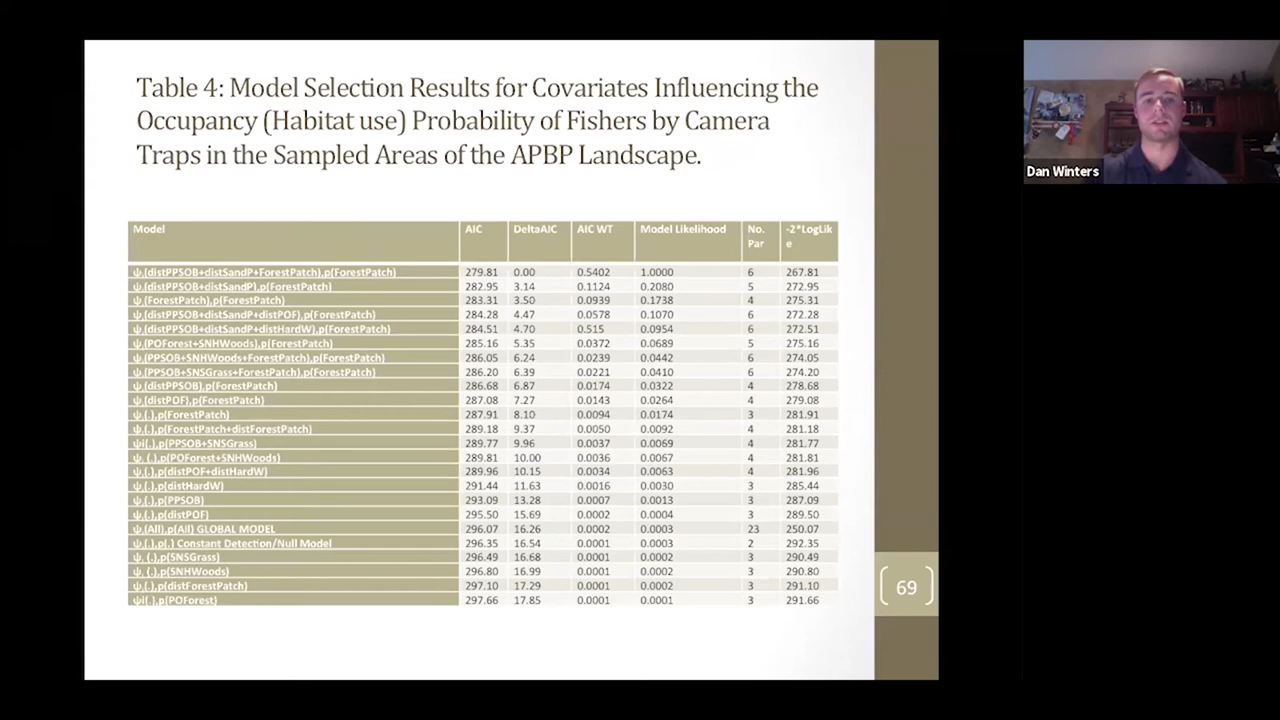 Table 4: Model Selection Results for Covariates Influencing the
Occupancy (Habitat use) Probability of Fishers by Camera
Traps in the Sampled Areas of the APBP Landscape.
Dan Winters
Model AIC DeltaAIC AIC WT Model Likelihood No. Par -2*LogLike
ψ,(distPPSOB+distSandP+ForestPatch),p(ForestPatch) 279.81 0.00 0.5402 1.0000 6 267.81
ψ,(distPPSOB+distSandP),p(ForestPatch) 282.95 3.14 0.1124 0.2080 5 272.95
ψ,(ForestPatch),p(ForestPatch) 283.31 3.50 0.0939 0.1738 4 275.31
ψ,(distPPSOB+distSandP+distPOF),p(ForestPatch) 284.28 4.47 0.0578 0.1070 6 272.28
ψ,(distPPSOB+distSandP+distHardW),p(ForestPatch) 284.51 4.70 0.515 0.0954 6 272.51
ψ,(POForest+SNHWoods),p(ForestPatch) 285.16 5.35 0.0372 0.0689 5 275.16
ψ,(PPSOB+SNHWoods+ForestPatch),p(ForestPatch) 286.05 6.24 0.0239 0.0442 6 274.05
ψ,(PPSOB+SNSGrass+ForestPatch),p(ForestPatch) 286.20 6.39 0.0221 0.0410 6 274.20
ψ,(distPPSOB),p(ForestPatch) 286.68 6.87 0.0174 0.0322 4 278.68
ψ,(distPOF),p(ForestPatch) 287.08 7.27 0.0143 0.0264 4 279.08
ψ,(.),p(ForestPatch) 287.91 8.10 0.0094 0.0174 3 281.91
ψ,(.),p(ForestPatch+distForestPatch) 289.18 9.37 0.0050 0.0092 4 281.18
ψi(.),p(PPSOB+SNSGrass) 289.77 9.96 0.0037 0.0069 4 281.77
ψ, (.),p(POForest+SNHWoods) 289.81 10.00 0.0036 0.0067 4 281.81
ψ,(.),p(distPOF+distHardW) 289.96 10.15 0.0034 0.0063 4 281.96
ψ,(.),p(distHardW) 291.44 11.63 0.0016 0.0030 3 285.44
ψ,(.),p(PPSOB) 293.09 13.28 0.0007 0.0013 3 287.09
ψ,(.),p(distPOF) 295.50 15.69 0.0002 0.0004 3 289.50
ψ,(All),p(All) GLOBAL MODEL 296.07 16.26 0.0002 0.0003 23 250.07
ψ,(.),p(.) Constant Detection/Null Model 296.35 16.54 0.0001 0.0003 2 292.35
ψ, (.),p(SNSGrass) 296.49 16.68 0.0001 0.0002 3 290.49
ψ, (.),p(SNHWoods) 296.80 16.99 0.0001 0.0002 3 290.80
ψ,(.),p(distForestPatch) 297.10 17.29 0.0001 0.0002 3 291.10
ψi(.),p(POForest) 297.66 17.85 0.0001 0.0001 3 291.66
69